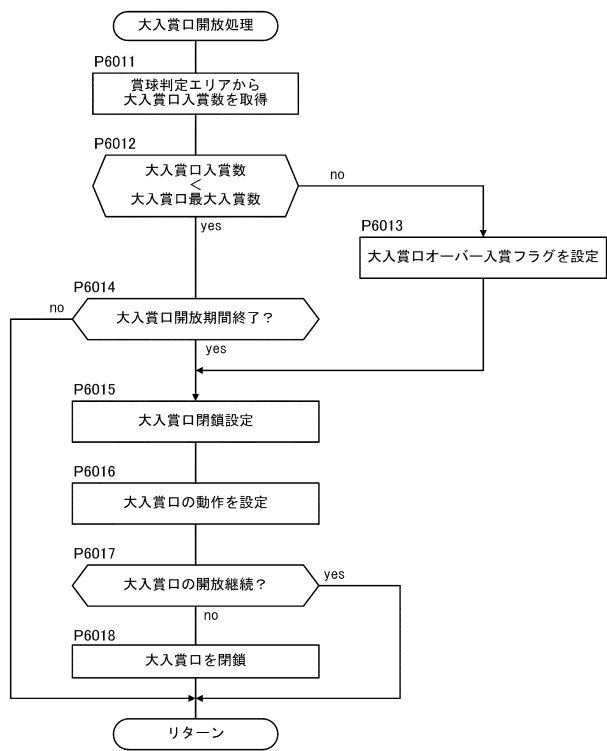 大入賞口開放処理
P6011
賞球判定エリアから
大入賞口入賞数を取得
P6012
大入賞口入賞数
＜
大入賞口最大入賞数
no
yes
P6013
大入賞口オーバー入賞フラグを設定
P6014
no
大入賞口開放期間終了？
yes
P6015
大入賞口閉鎖設定
P6016
大入賞口の動作を設定
P6017
大入賞口の開放継続？
yes
no
P6018
大入賞口を閉鎖
リターン